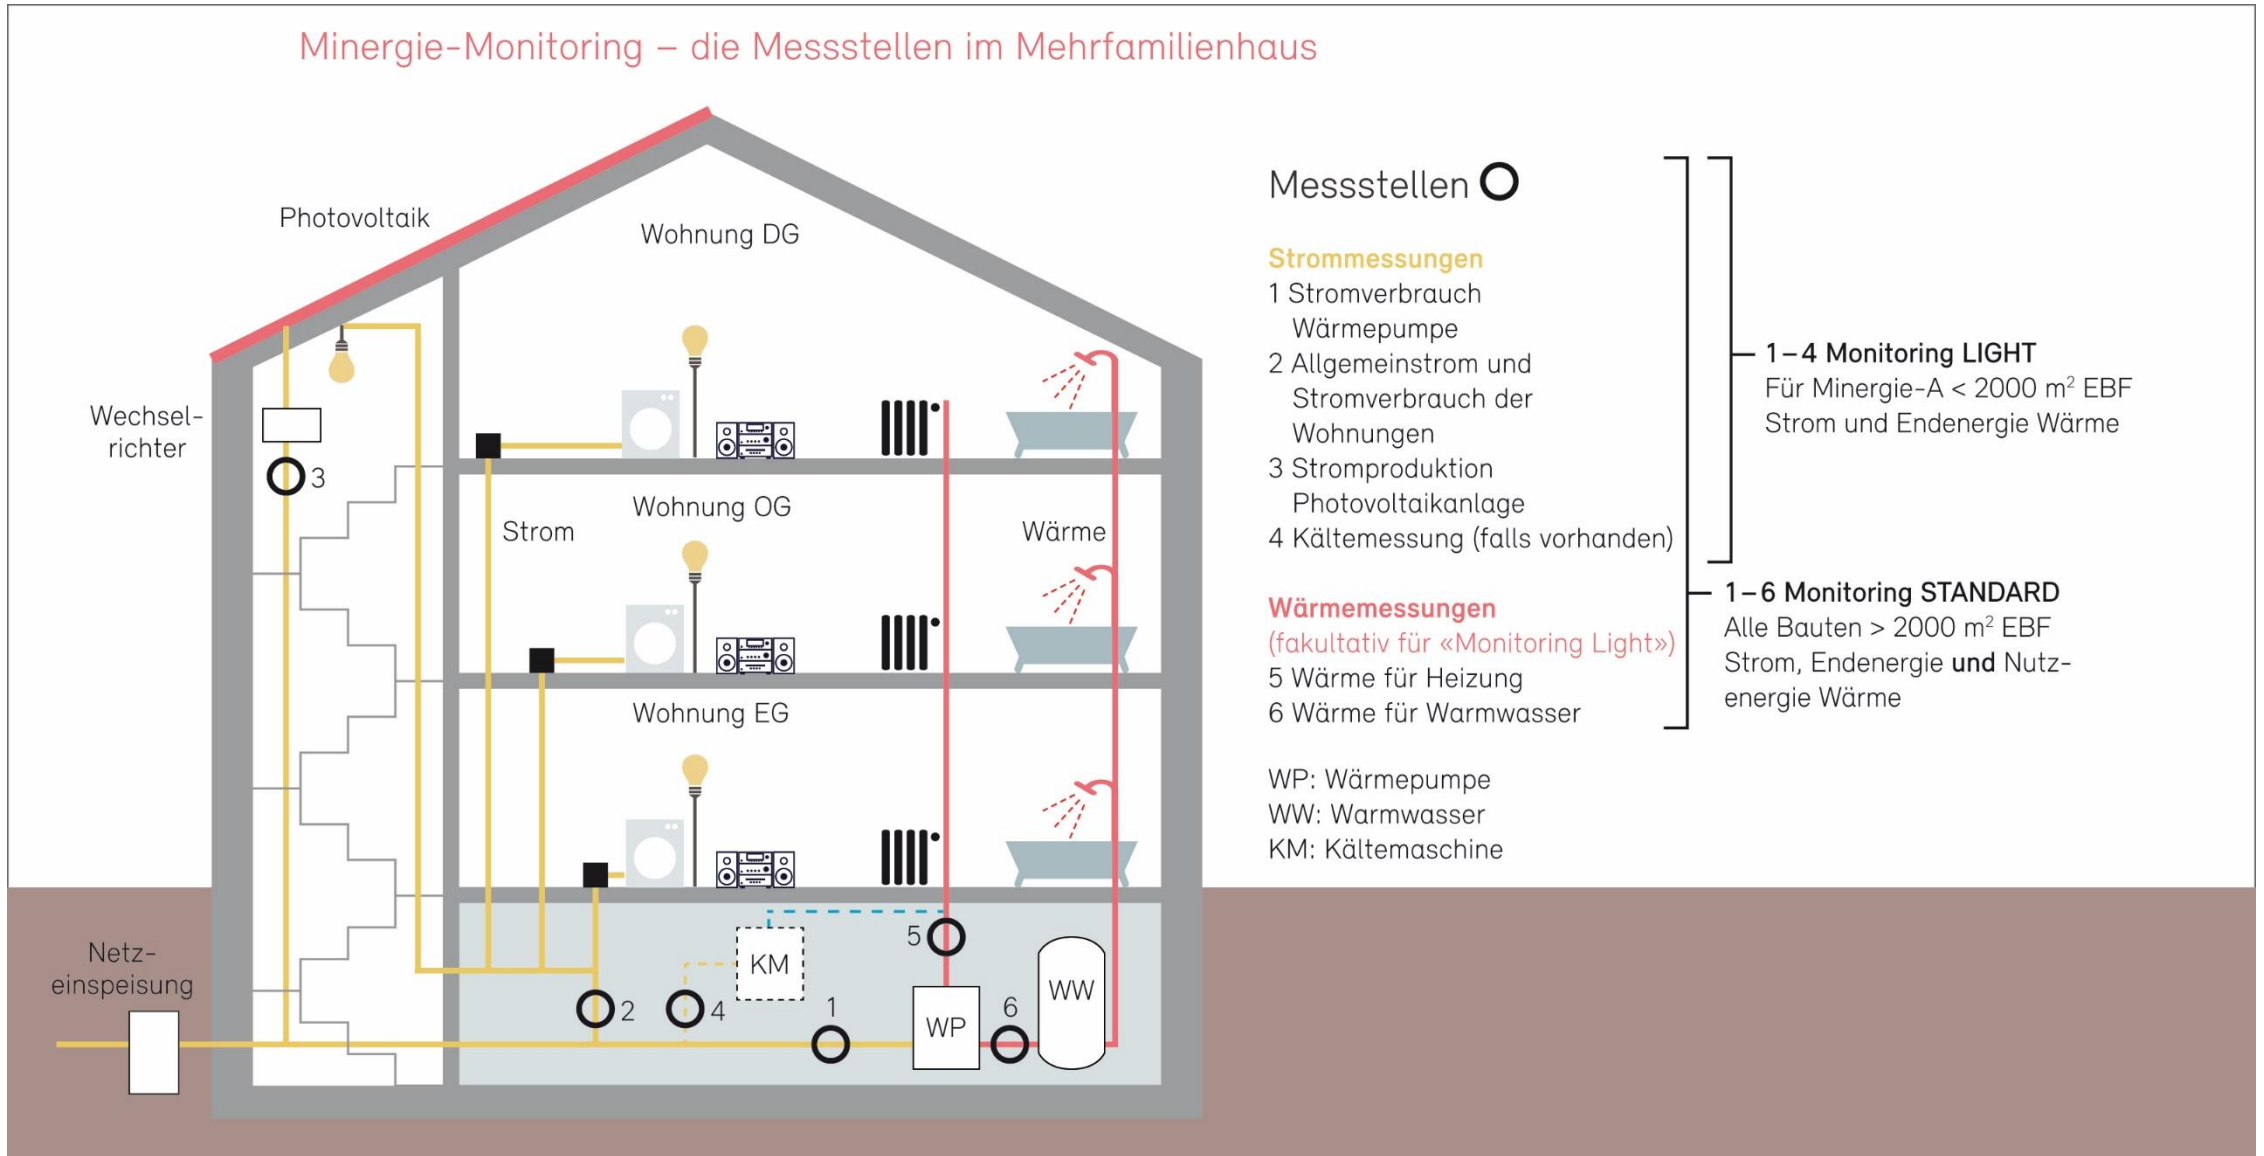 Minergie-Monitoring – die Messstellen im Mehrfamilienhaus
Photovoltaik
Wohnung DG
Wechsel-
richter
3
Wohnung OG
Strom
Wärme
Wohnung EG
Netz-
einspeisung
KM
5
2
4
1
WP
6
WW
Messstellen
Strommessungen
1 Stromverbrauch
Wärmepumpe
2 Allgemeinstrom und
Stromverbrauch der
Wohnungen
3 Stromproduktion
Photovoltaikanlage
4 Kältemessung (falls vorhanden)
Wärmemessungen
(fakultativ für «Monitoring Light»)
5 Wärme für Heizung
6 Wärme für Warmwasser
WP: Wärmepumpe
WW: Warmwasser
KM: Kältemaschine
1–4 Monitoring LIGHT
Für Minergie-A < 2000 m² EBF
Strom und Endenergie Wärme
1–6 Monitoring STANDARD
Alle Bauten > 2000 m² EBF
Strom, Endenergie und Nutz-
energie Wärme